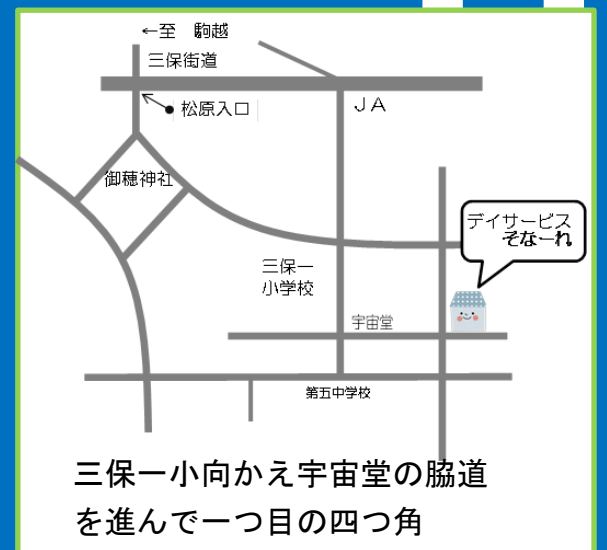 ←至　駒越
三保街道
松原入口
ＪＡ
御穂神社
デイサービス
そなーれ
三保一
小学校
宇宙堂
第五中学校
三保一小向かえ宇宙堂の脇道
を進んで一つ目の四つ角